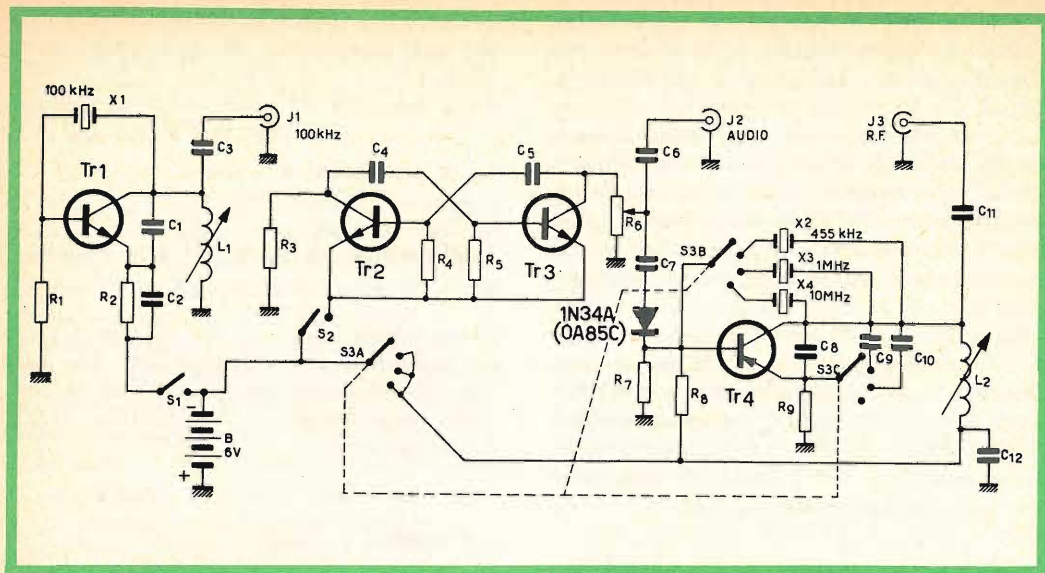 100 kHz
X1
J1
100kHz
C3
Tr1
C1
L1
R1
R2
C2
S1
-
B
6V
+
C4
C5
R3
Tr2
R4
R5
Tr3
R6
S2
S3A
C6
J2
AUDIO
C7
1N34A
(OA85C)
R7
R8
S3B
X2
455 kHz
X3
1MHz
X4
10MHz
Tr4
C8
S3C
C9
C10
R9
J3
R.F.
C11
L2
C12